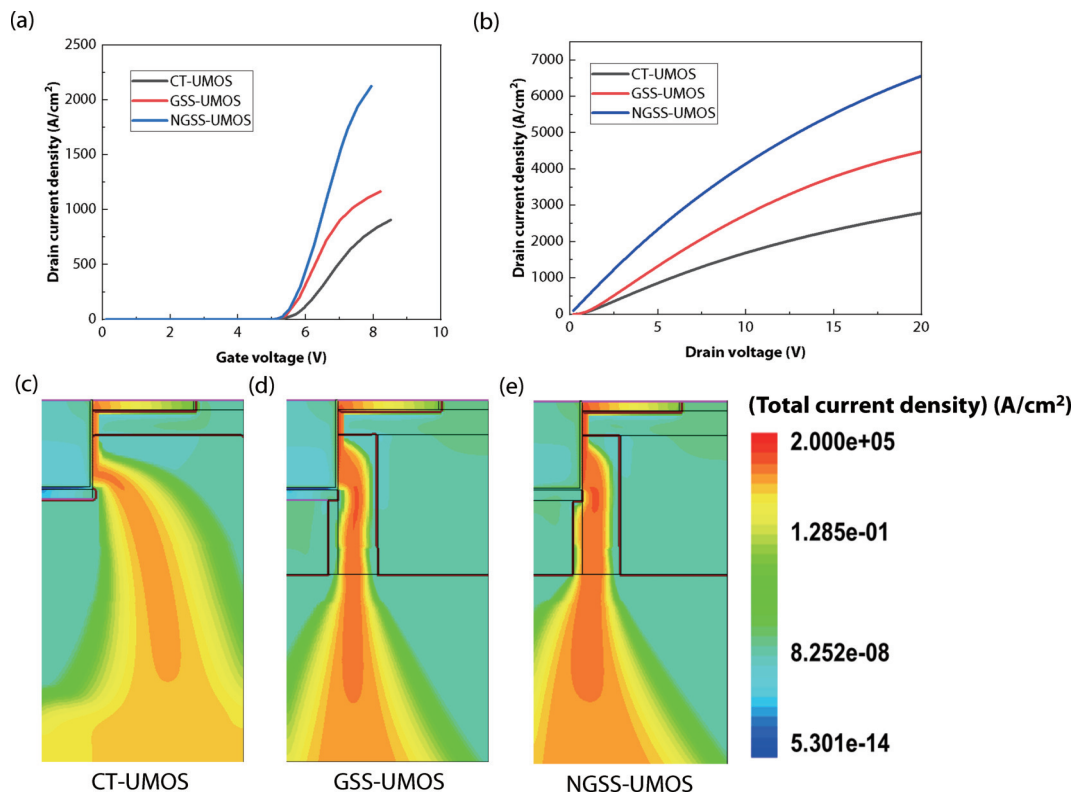 (a)
2500
2000
1500
1000
500
0
0
2
4
6
8
10
Drain current density (A/cm²)
Gate voltage (V)
CT-UMOS
GSS-UMOS
NGSS-UMOS
(b)
7000
6000
5000
4000
3000
2000
1000
0
0
5
10
15
20
Drain current density (A/cm²)
Drain voltage (V)
CT-UMOS
GSS-UMOS
NGSS-UMOS
(c)
(d)
(e)
(Total current density) (A/cm²)
2.000e+05
1.285e-01
8.252e-08
5.301e-14
CT-UMOS
GSS-UMOS
NGSS-UMOS